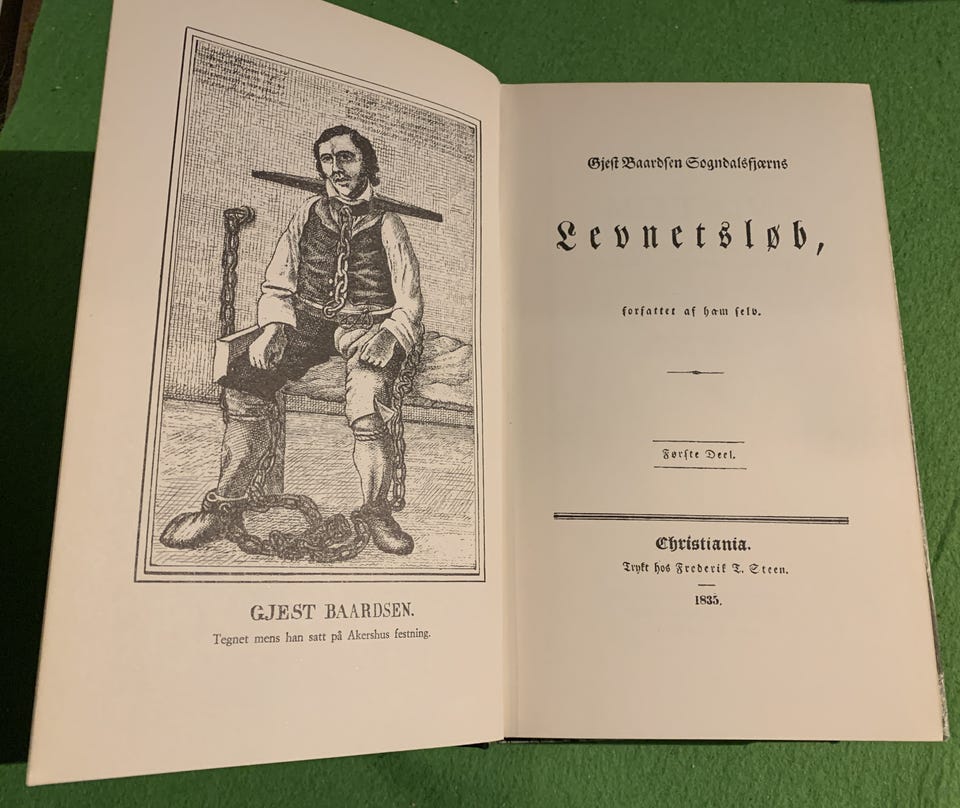 GJEST BAARDSEN.
Tegnet mens han satt på Akershus festning.
Gjest Baardsen Sogndalsfjærns
Levnetsløb,
forfattet af ham selv.
Første Deel.
Christiania.
Trykt hos Frederik T. Steen.
1835.